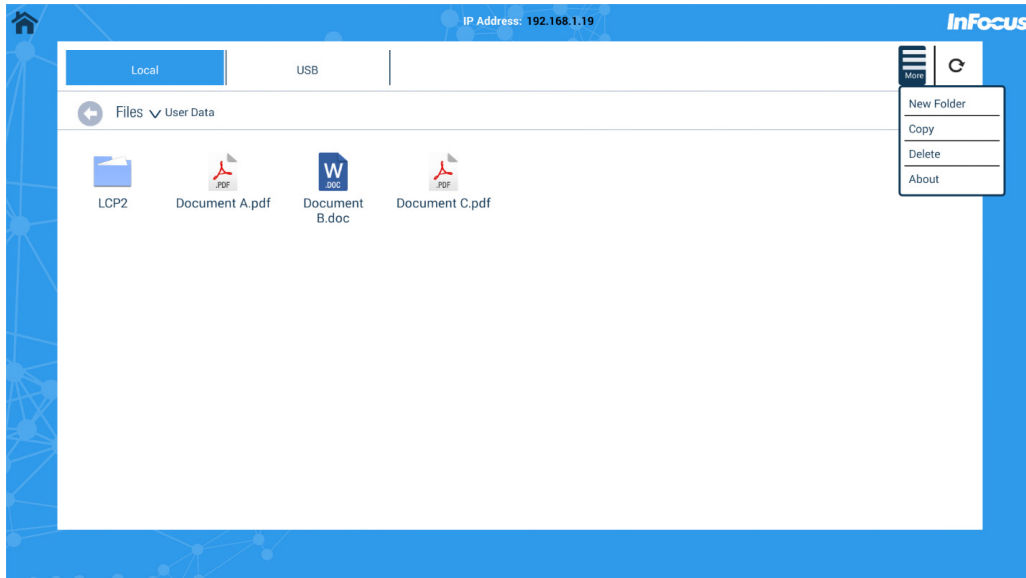 IP Address: 192.168.1.19
InFocus
Local
USB
More
Files User Data
New Folder
Copy
Delete
About
.PDF
W
.DOC
.PDF
LCP2
Document A.pdf
Document
B.doc
Document C.pdf